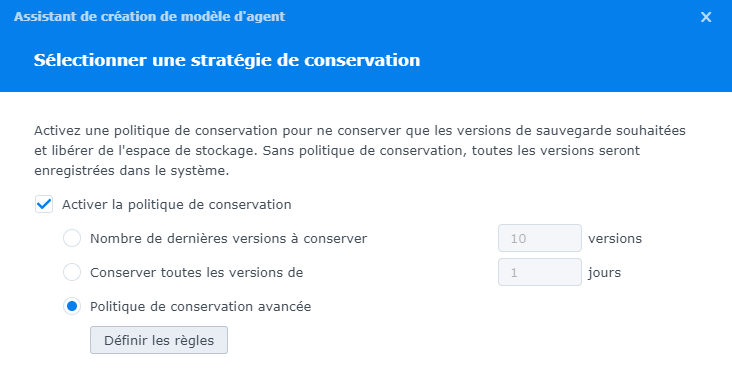 Assistant de création de modèle d'agent
Sélectionner une stratégie de conservation
Activez une politique de conservation pour ne conserver que les versions de sauvegarde souhaitées
et libérer de l'espace de stockage. Sans politique de conservation, toutes les versions seront
enregistrées dans le système.
Activer la politique de conservation
Nombre de dernières versions à conserver 10 versions
Conserver toutes les versions de 1 jours
Politique de conservation avancée
Définir les règles